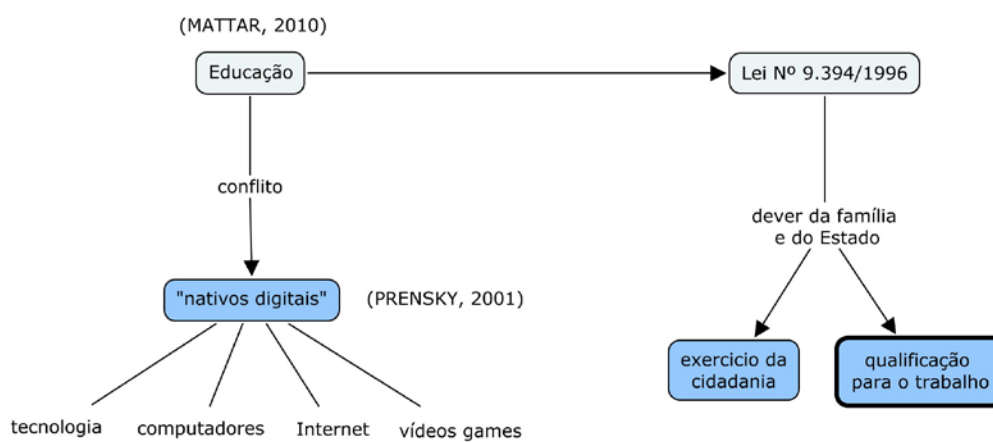 (MATTAR, 2010)
Educação
Lei Nº 9.394/1996
conflito
dever da família
e do Estado
"nativos digitais"
(PRENSKY, 2001)
exercicio da
cidadania
qualificação
para o trabalho
tecnologia
computadores
Internet
vídeos games